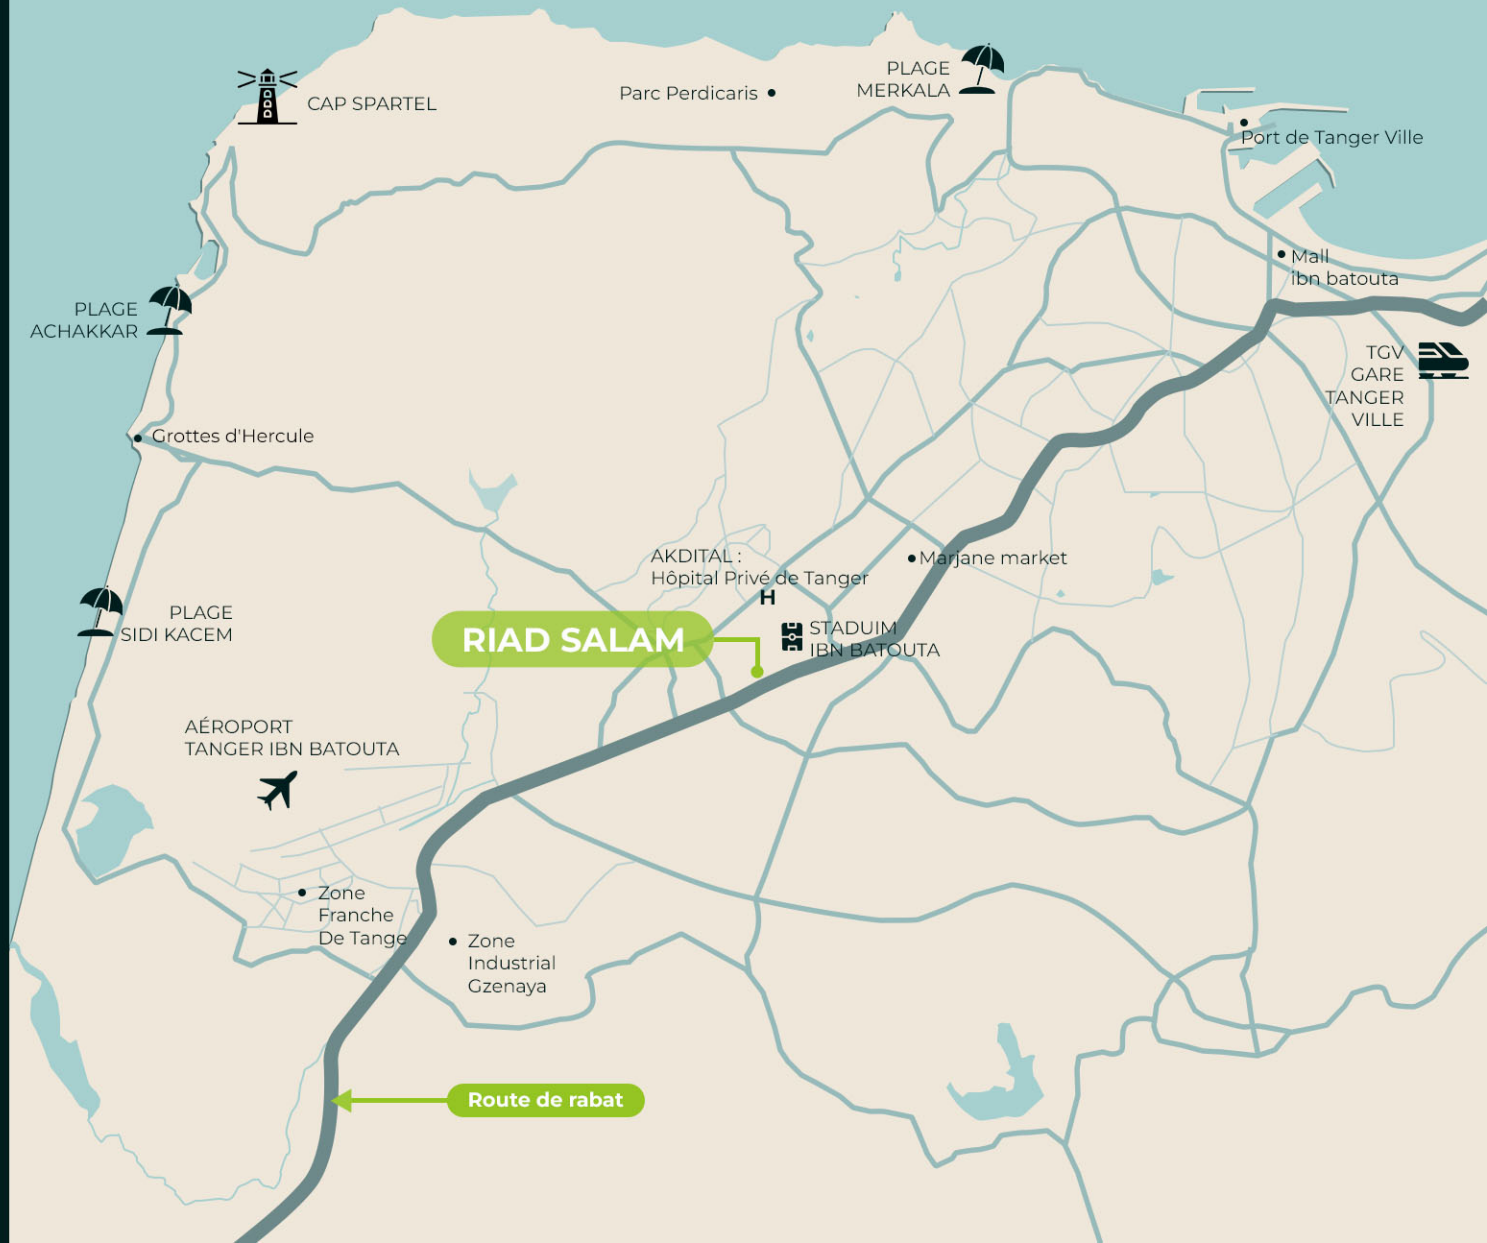 PLAGE
MERKALA
CAP SPARTEL
Parc Perdicaris
Port de Tanger Ville
Mall
ibn batouta
PLAGE
ACHAKKAR
TGV
GARE
TANGER
VILLE
Grottes d'Hercule
AKDITAL :
Hôpital Privé de Tanger
H
Marjane market
PLAGE
SIDI KACEM
RIAD SALAM
STADUIM
IBN BATOUTA
AÉROPORT
TANGER IBN BATOUTA
Zone
Franche
De Tange
Zone
Industrial
Gzenaya
Route de rabat